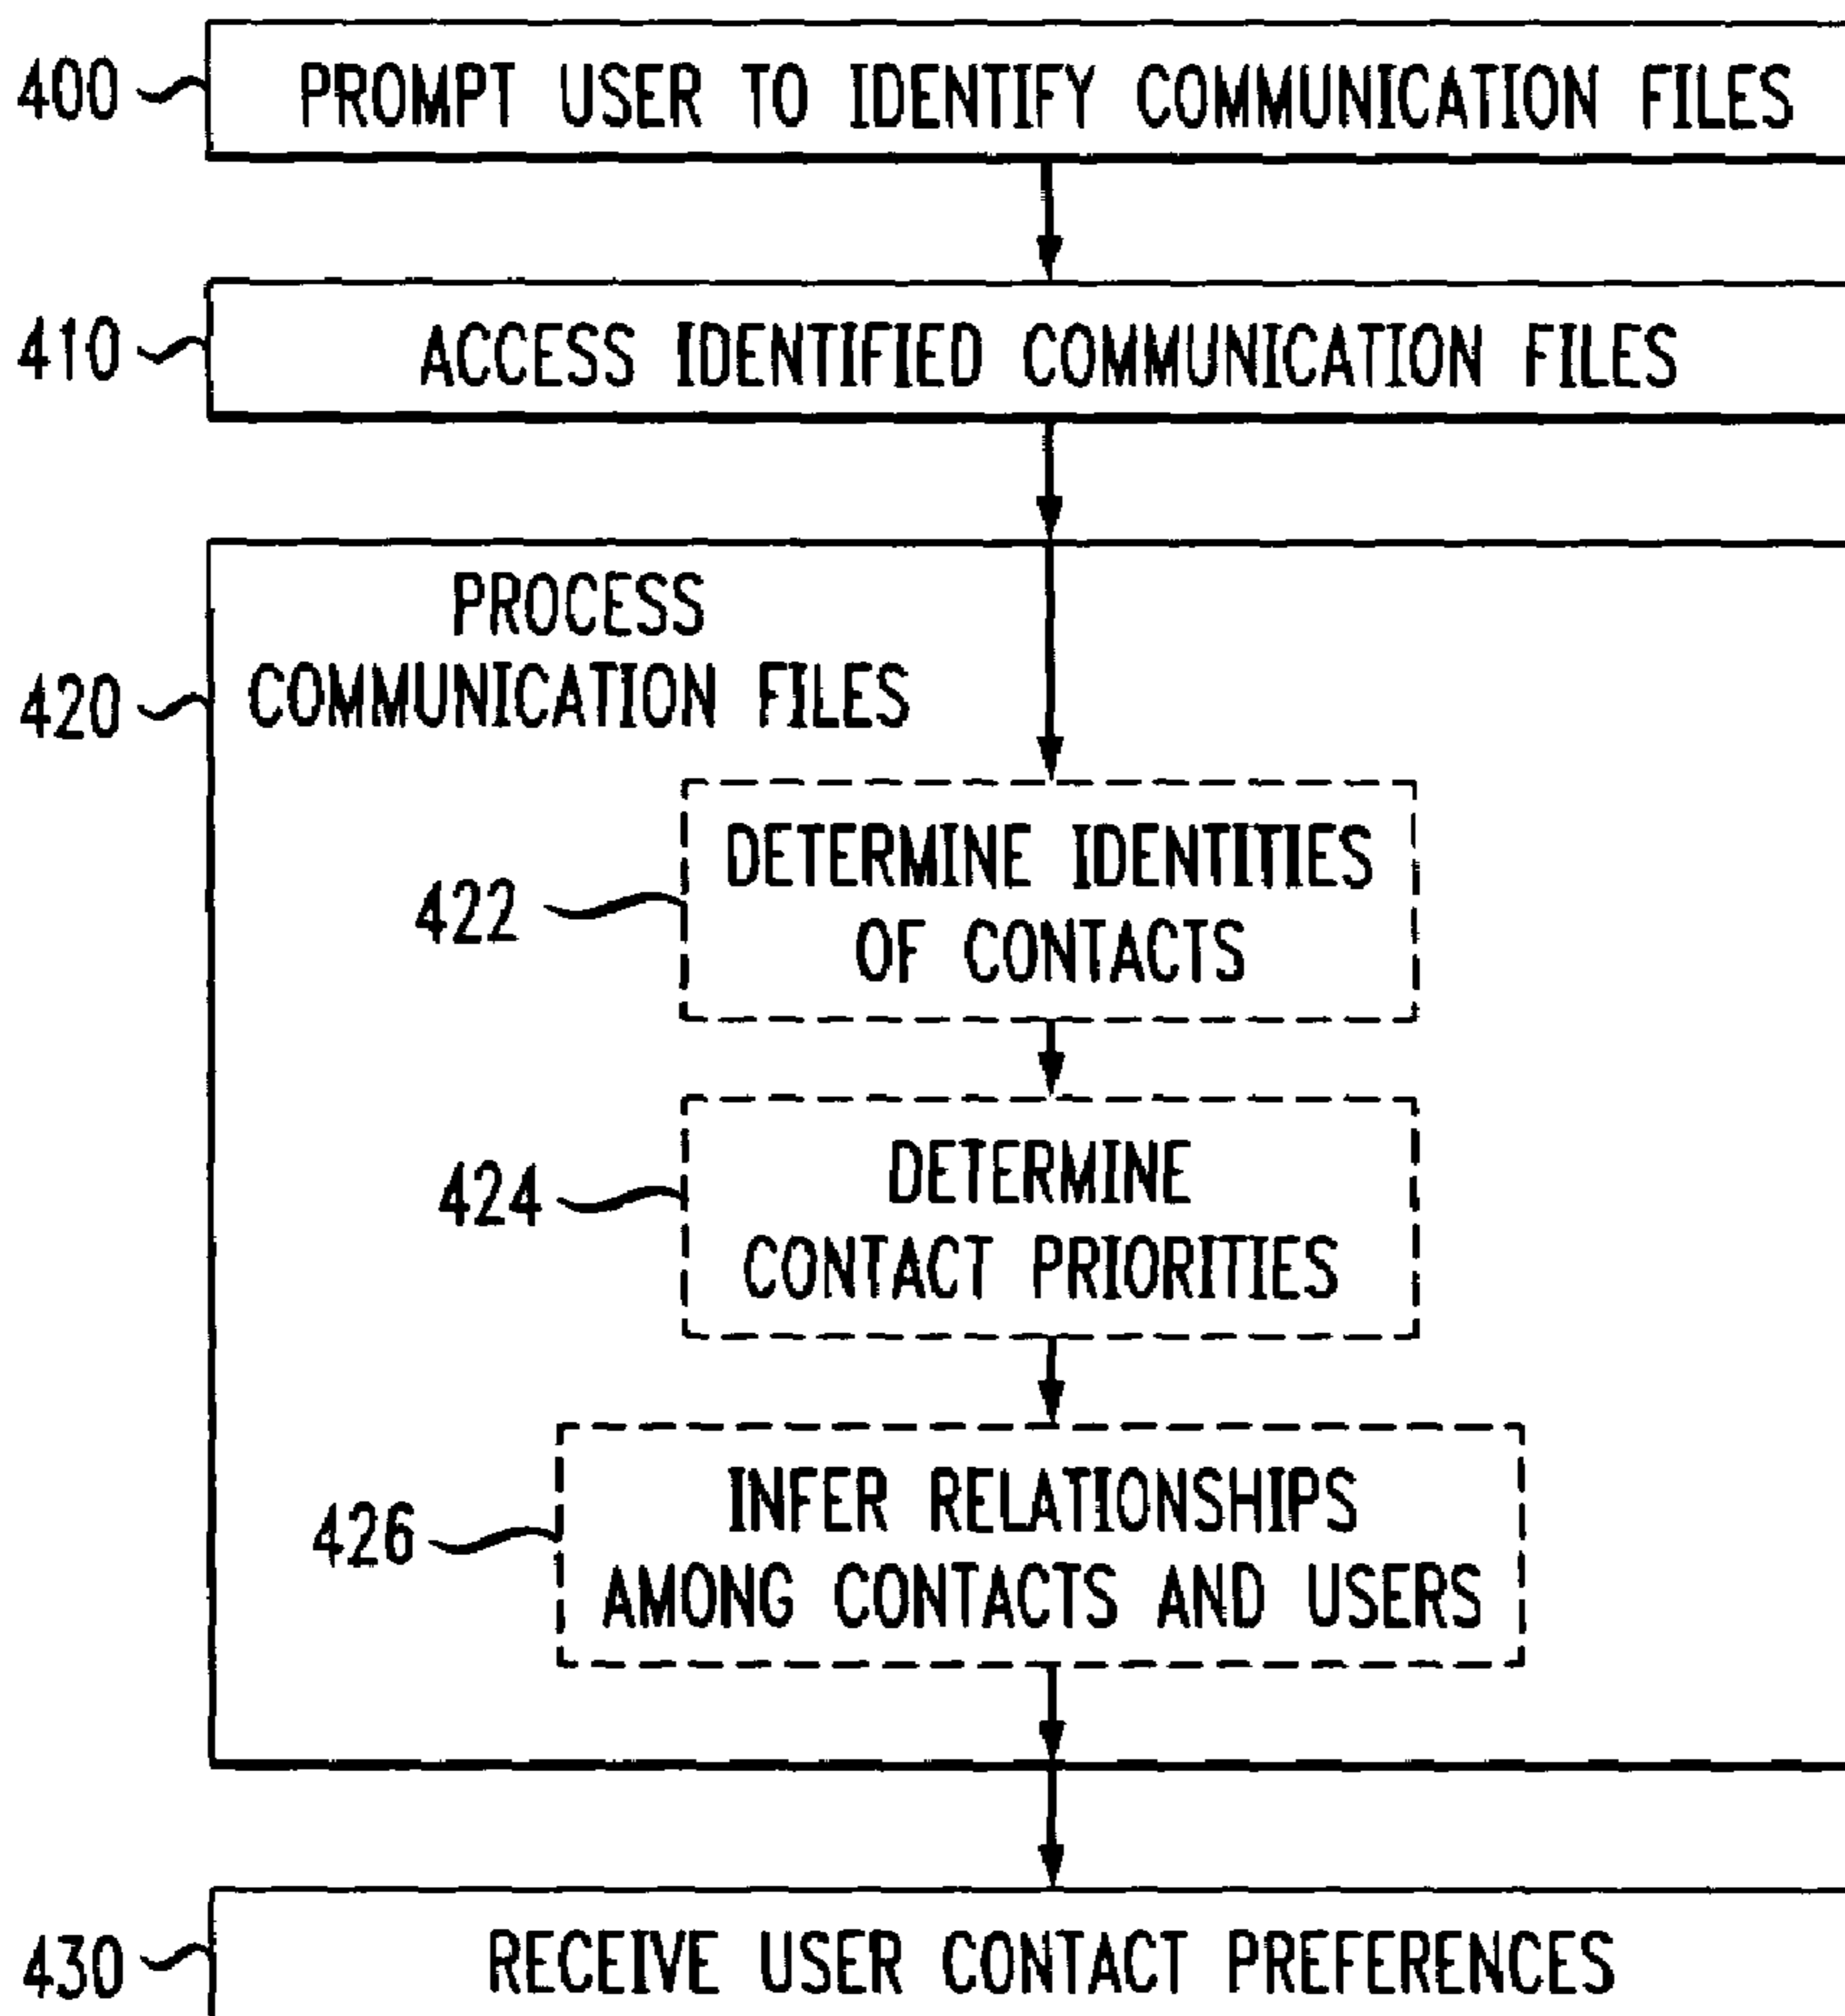 400 PROMPT USER TO IDENTIFY COMMUNICATION FILES
410 ACCESS IDENTIFIED COMMUNICATION FILES
PROCESS
420 COMMUNICATION FILES
DETERMINE IDENTITIES
422
OF CONTACTS
DETERMINE
424
CONTACT PRIORITIES
INFER RELATIONSHIPS
426
AMONG CONTACTS AND USERS
430 RECEIVE USER CONTACT PREFERENCES